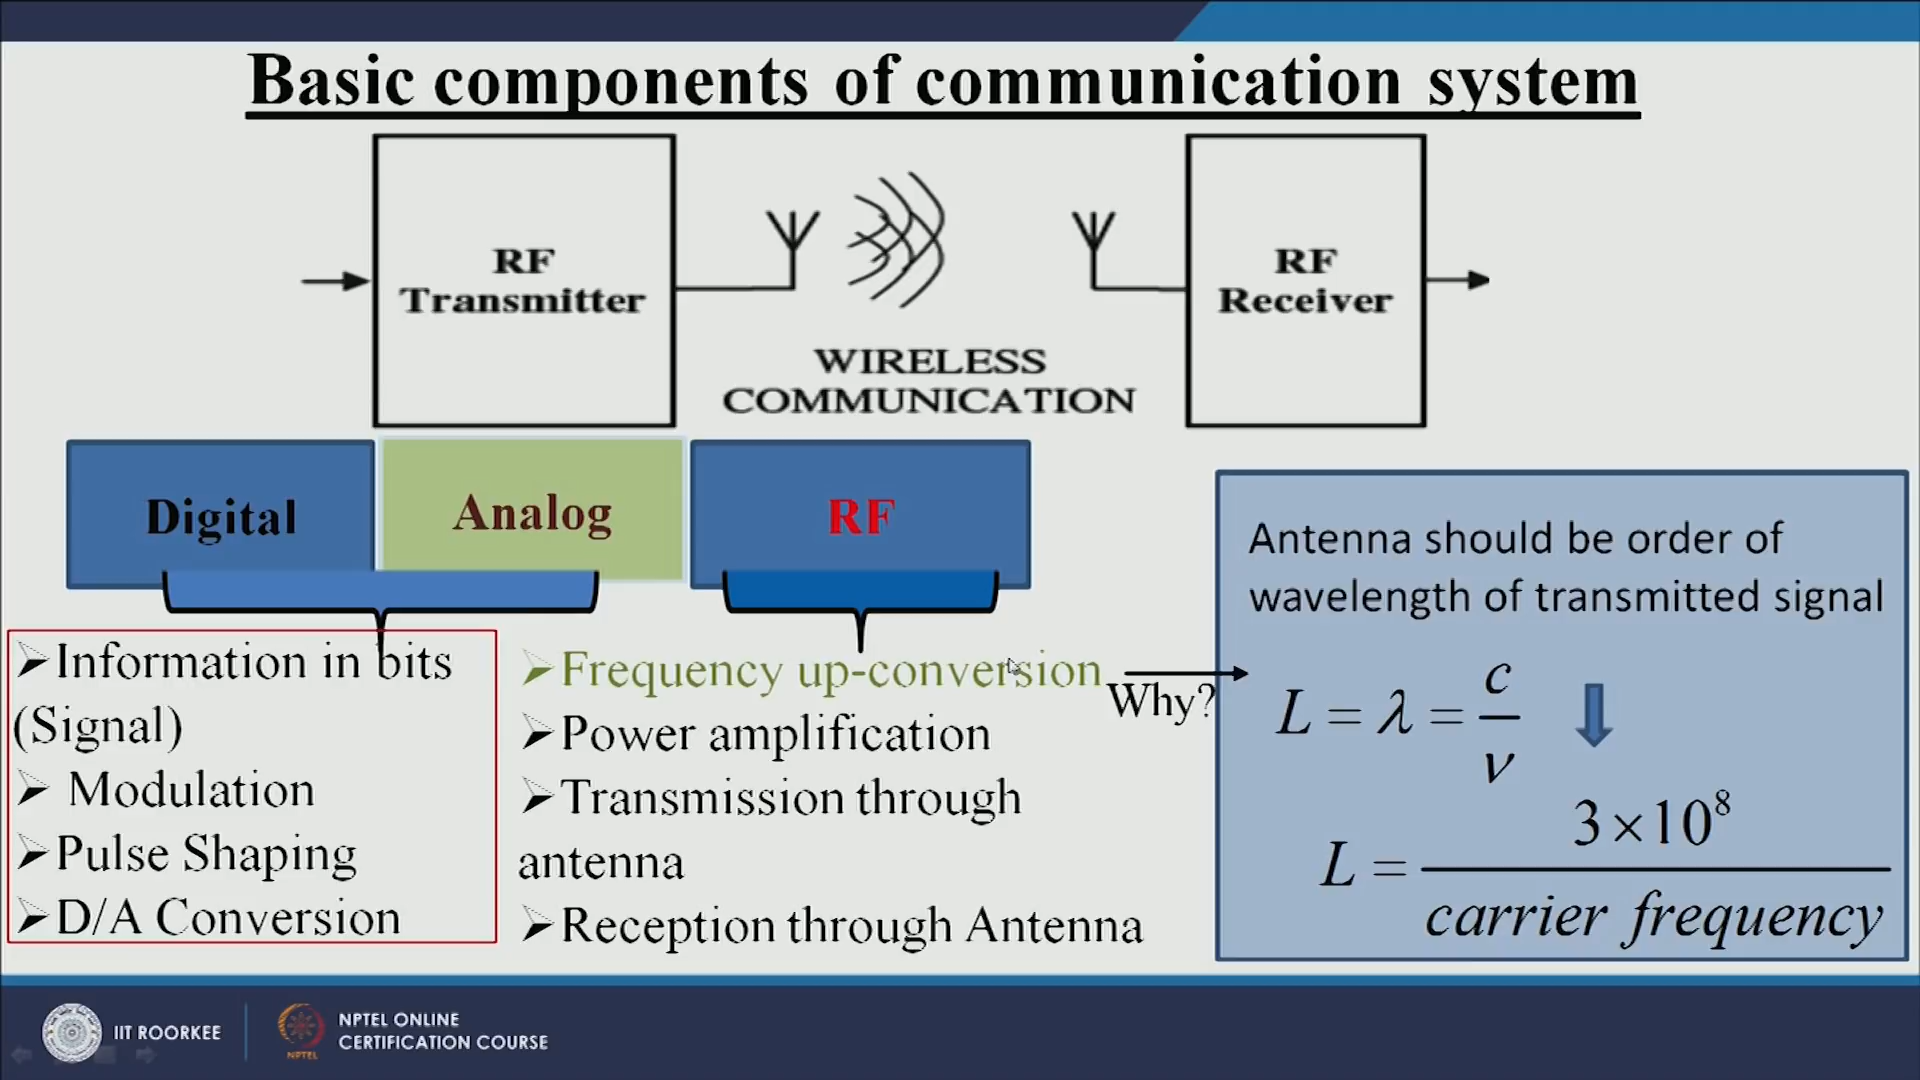 Basic components of communication system
RF
Transmitter
RF
Receiver
WIRELESS
COMMUNICATION
Digital
Analog
RF
➢Information in bits
(Signal)
➢ Modulation
➢Pulse Shaping
➢D/A Conversion
➢Frequency up-conversion
➢Power amplification
➢Transmission through
antenna
➢Reception through Antenna
Why?
Antenna should be order of
wavelength of transmitted signal
L = λ = c/ν
L = 3×10⁸/carrier frequency
IIT ROORKEE
NPTEL
NPTEL ONLINE
CERTIFICATION COURSE